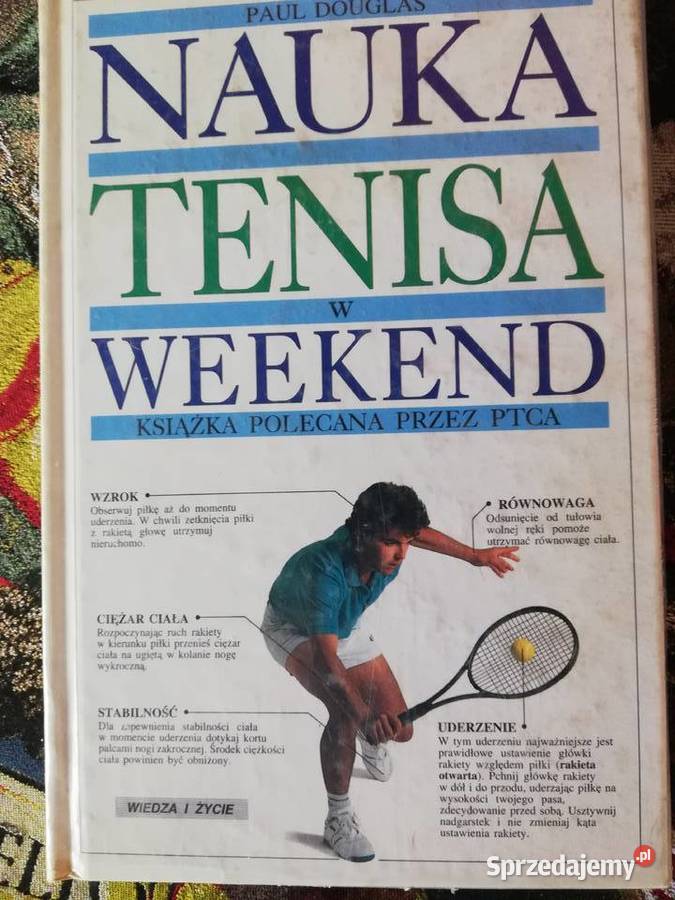 PAUL DOUGLAS
NAUKA
TENISA
W
WEEKEND
KSIĄŻKA POLECANA PRZEZ PTCA
WZROK
Obserwuj piłkę aż do momentu
uderzenia. W chwili zetknięcia piłki
z rakietą głowę utrzymuj
nieruchomo.
RÓWNOWAGA
Odsunięcie od tułowia
wolnej ręki pomoże
utrzymać równowagę ciała.
CIĘŻAR CIAŁA
Rozpoczynając ruch rakiety
w kierunku piłki przenieś ciężar
ciała na ugiętą w kolanie nogę
wykroczną.
STABILNOŚĆ
Dla zapewnienia stabilności ciała
w momencie uderzenia dotykaj kortu
palcami nogi zakrocznej. Środek ciężkości
ciała powinien być obniżony.
UDERZENIE
W tym uderzeniu najważniejsze jest
prawidłowe ustawienie główki
rakiety względem piłki (rakieta
otwarta). Pchnij główkę rakiety
w dół i do przodu, uderzając piłkę na
wysokości twojego pasa,
zdecydowanie przed sobą. Usztywnij
nadgarstek i nie zmieniaj kąta
ustawienia rakiety.
WIEDZA I ŻYCIE
Sprzedajemy.pl